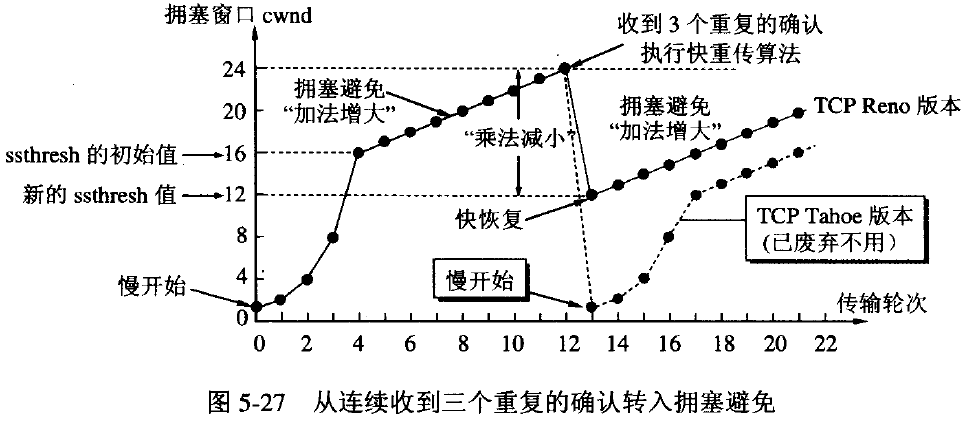 拥塞窗口 cwnd
收到 3 个重复的确认
执行快重传算法
24
20
ssthresh 的初始值
16
新的 ssthresh 值
12
8
4
0
拥塞避免
“加法增大”
“乘法减小”
拥塞避免
“加法增大”
TCP Reno 版本
快恢复
TCP Tahoe 版本
(已废弃不用)
慢开始
慢开始
传输轮次
0 2 4 6 8 10 12 14 16 18 20 22
图 5-27 从连续收到三个重复的确认转入拥塞避免